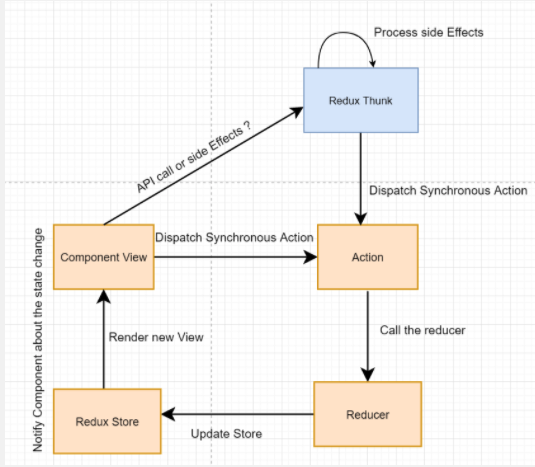 Process side Effects
Redux Thunk
API call or side Effects ?
Dispatch Synchronous Action
Component View
Dispatch Synchronous Action
Action
Notify Component about the state change
Render new View
Call the reducer
Redux Store
Update Store
Reducer